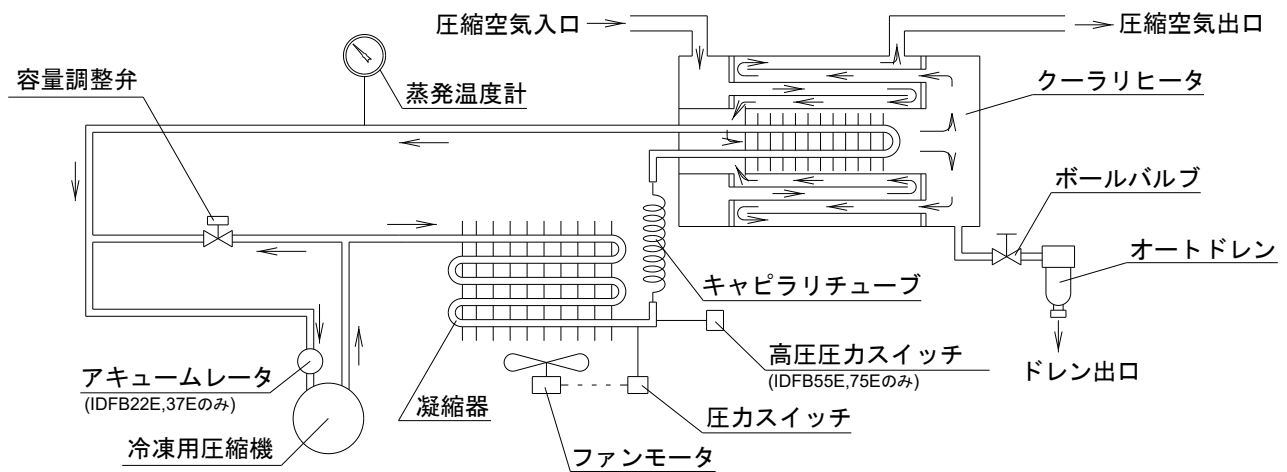 圧縮空気入口
圧縮空気出口
容量調整弁
蒸発温度計
クーラリヒータ
ボールバルブ
オートドレン
キャピラリチューブ
高圧圧力スイッチ
(IDFB55E,75Eのみ)
ドレン出口
アキュームレータ
(IDFB22E,37Eのみ)
凝縮器
圧力スイッチ
冷凍用圧縮機
ファンモータ